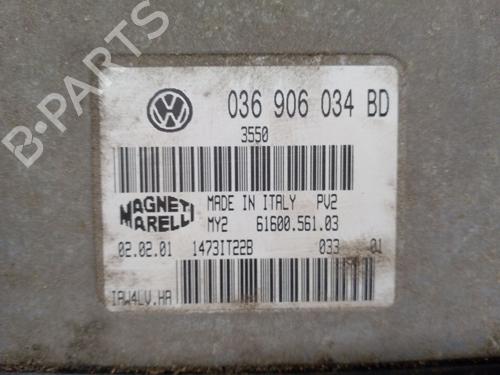 B-PARTS
036 906 034 BD
3550
MAGNETI MARELLI
MADE IN ITALY PV2
MY2 61600.561.03
02.02.01 1473IT22B 033 01
IAW4LV.HA